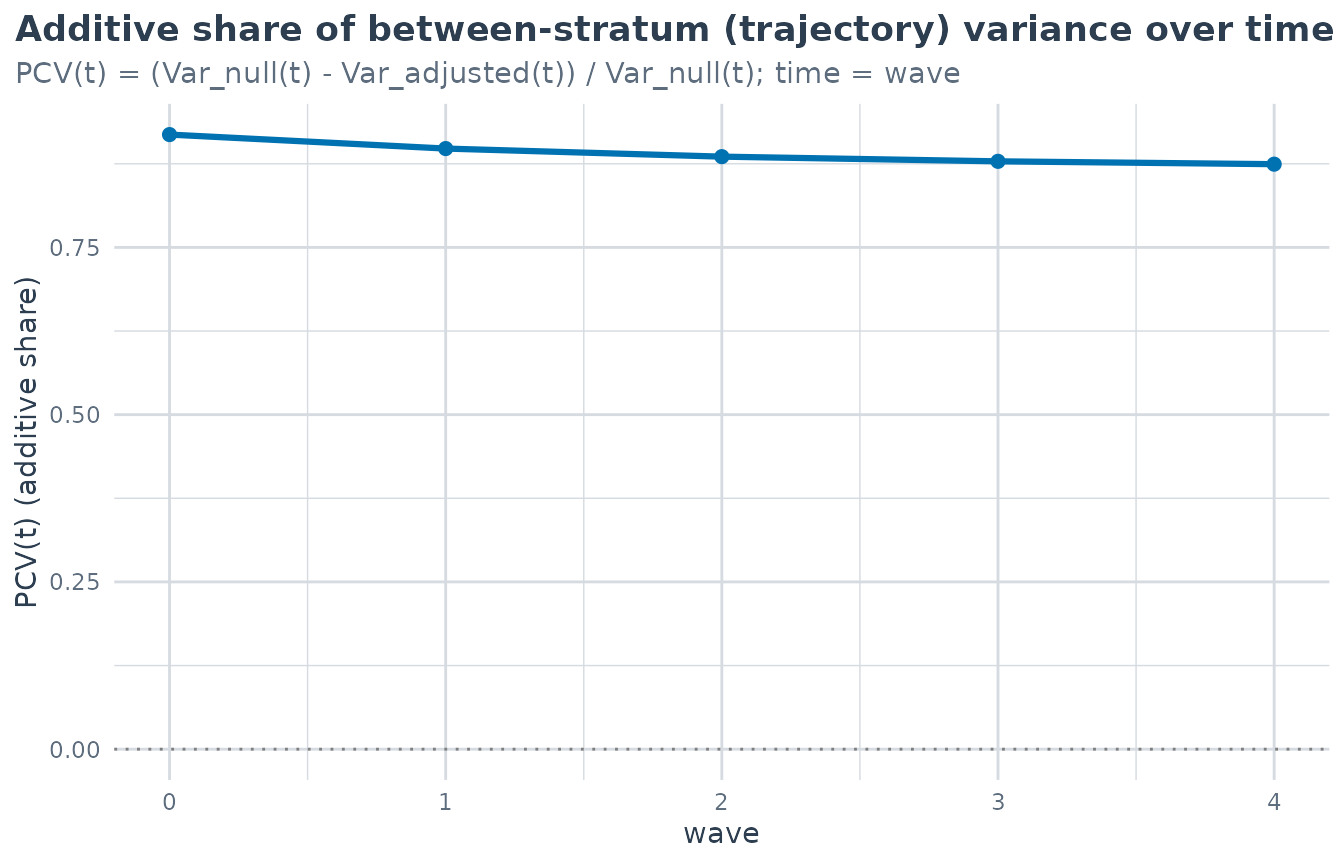 Additive share of between-stratum (trajectory) variance over time
PCV(t) = (Var_null(t) - Var_adjusted(t)) / Var_null(t); time = wave
PCV(t) (additive share)
0.75
0.50
0.25
0.00
0 1 2 3 4
wave